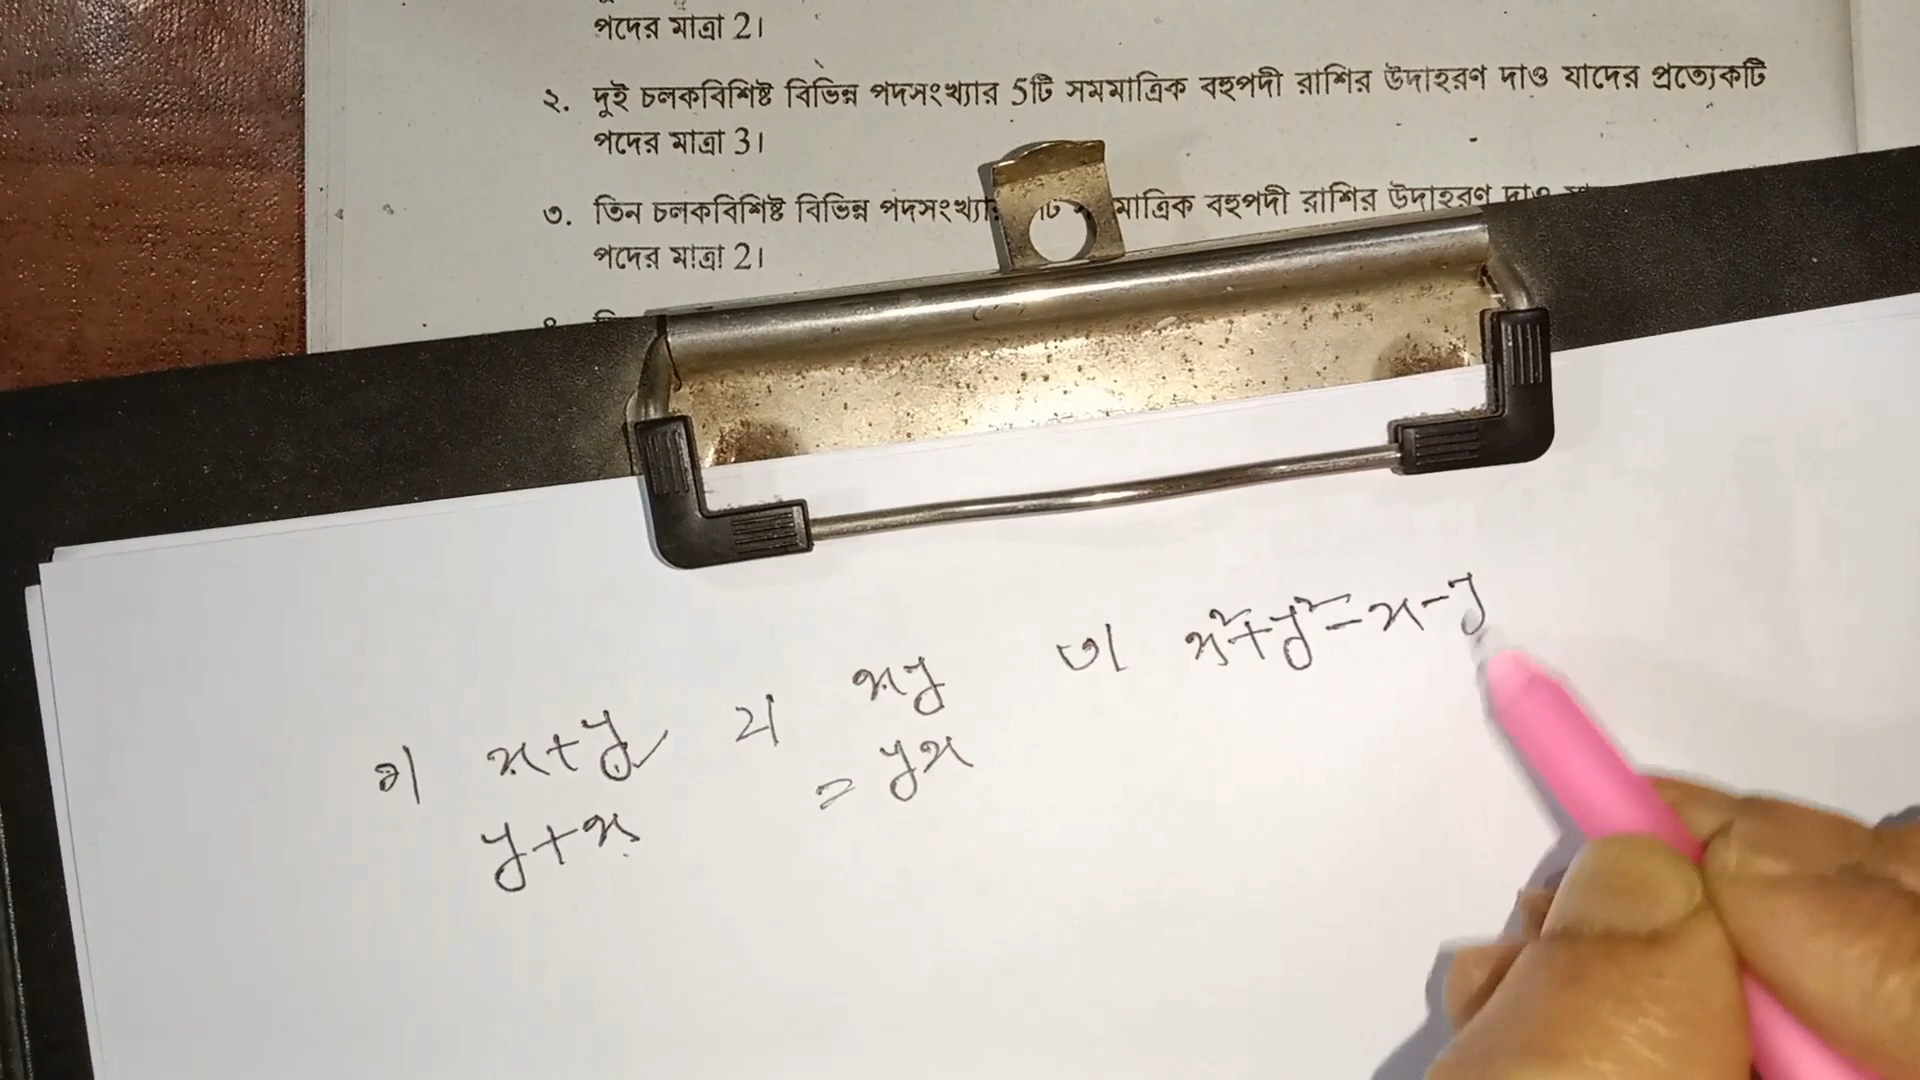 পদের মাত্রা 2।
২. দুই চলকবিশিষ্ট বিভিন্ন পদসংখ্যার 5টি সমমাত্রিক বহুপদী রাশির উদাহরণ দাও যাদের প্রত্যেকটি
পদের মাত্রা 3।
৩. তিন চলকবিশিষ্ট বিভিন্ন পদসংখ্যা মাত্রিক বহুপদী রাশির উদাহরণ দাও
পদের মাত্রা 2।
১। x+y ২। xy ৩। x²+y²-x-y
y+x = yx